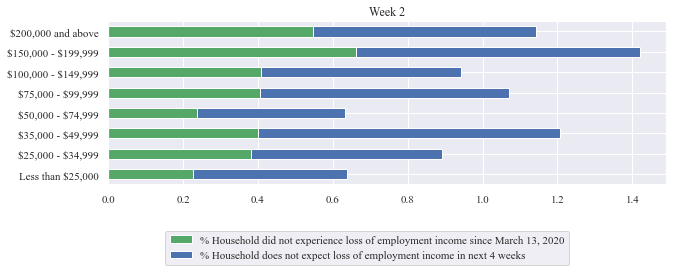 Week 2
$200,000 and above
$150,000 - $199,999
$100,000 - $149,999
$75,000 - $99,999
$50,000 - $74,999
$35,000 - $49,999
$25,000 - $34,999
Less than $25,000
0.0 0.2 0.4 0.6 0.8 1.0 1.2 1.4
% Household did not experience loss of employment income since March 13, 2020
% Household does not expect loss of employment income in next 4 weeks